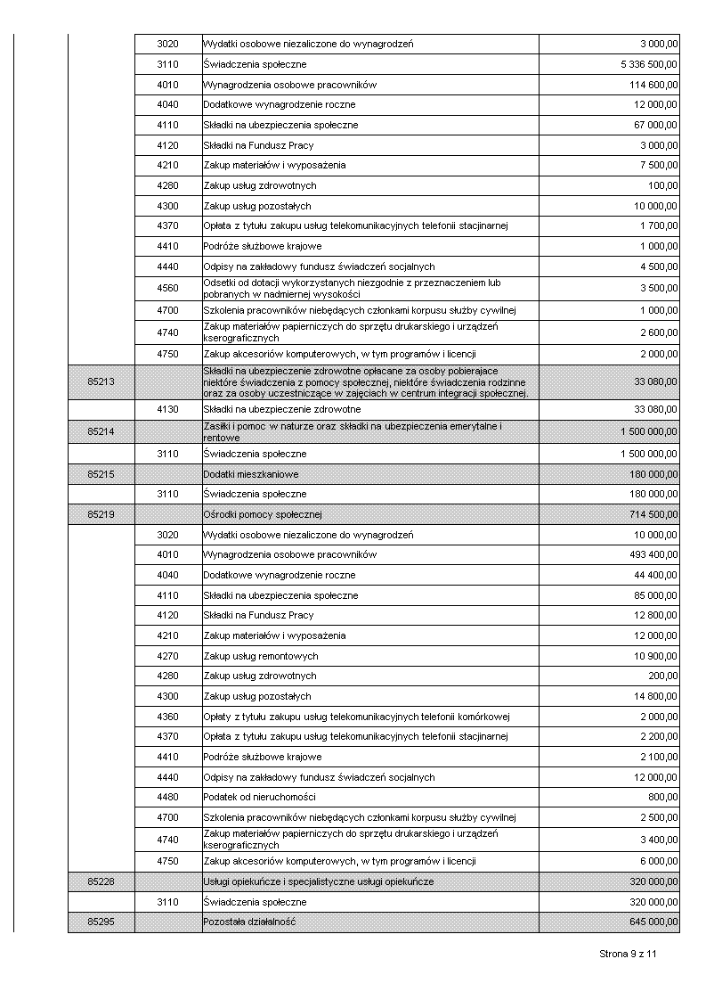 3020 Wydatki osobowe niezaliczone do wynagrodzeń 3 000,00
3110 Świadczenia społeczne 5 336 500,00
4010 Wynagrodzenia osobowe pracowników 114 600,00
4040 Dodatkowe wynagrodzenie roczne 12 000,00
4110 Składki na ubezpieczenia społeczne 67 000,00
4120 Składki na Fundusz Pracy 3 000,00
4210 Zakup materiałów i wyposażenia 7 500,00
4280 Zakup usług zdrowotnych 100,00
4300 Zakup usług pozostałych 10 000,00
4370 Opłata z tytułu zakupu usług telekomunikacyjnych telefonii stacjinarnej 1 700,00
4410 Podróże służbowe krajowe 1 000,00
4440 Odpisy na zakładowy fundusz świadczeń socjalnych 4 500,00
Odsetki od dotacji wykorzystanych niezgodnie z przeznaczeniem lub
4560 pobranych w nadmiernej wysokości 3 500,00
4700 Szkolenia pracowników niebędących członkami korpusu służby cywilnej 1 000,00
Zakup materiałów papierniczych do sprzętu drukarskiego i urządzeń
4740 kserograficznych 2 600,00
4750 Zakup akcesoriów komputerowych, w tym programów i licencji 2 000,00
Składki na ubezpieczenie zdrowotne opłacane za osoby pobierajace
85213 niektóre świadczenia z pomocy społecznej, niektóre świadczenia rodzinne 33 080,00
oraz za osoby uczestniczące w zajęciach w centrum integracji społecznej.
4130 Składki na ubezpieczenie zdrowotne 33 080,00
Zasiłki i pomoc w naturze oraz składki na ubezpieczenia emerytalne i
85214 rentowe 1 500 000,00
3110 Świadczenia społeczne 1 500 000,00
85215 Dodatki mieszkaniowe 180 000,00
3110 Świadczenia społeczne 180 000,00
85219 Ośrodki pomocy społecznej 714 500,00
3020 Wydatki osobowe niezaliczone do wynagrodzeń 10 000,00
4010 Wynagrodzenia osobowe pracowników 493 400,00
4040 Dodatkowe wynagrodzenie roczne 44 400,00
4110 Składki na ubezpieczenia społeczne 85 000,00
4120 Składki na Fundusz Pracy 12 800,00
4210 Zakup materiałów i wyposażenia 12 000,00
4270 Zakup usług remontowych 10 900,00
4280 Zakup usług zdrowotnych 200,00
4300 Zakup usług pozostałych 14 800,00
4360 Opłaty z tytułu zakupu usług telekomunikacyjnych telefonii komórkowej 2 000,00
4370 Opłata z tytułu zakupu usług telekomunikacyjnych telefonii stacjinarnej 2 200,00
4410 Podróże służbowe krajowe 2 100,00
4440 Odpisy na zakładowy fundusz świadczeń socjalnych 12 000,00
4480 Podatek od nieruchomości 800,00
4700 Szkolenia pracowników niebędących członkami korpusu służby cywilnej 2 500,00
Zakup materiałów papierniczych do sprzętu drukarskiego i urządzeń
4740 kserograficznych 3 400,00
4750 Zakup akcesoriów komputerowych, w tym programów i licencji 6 000,00
85228 Usługi opiekuńcze i specjalistyczne usługi opiekuńcze 320 000,00
3110 Świadczenia społeczne 320 000,00
85295 Pozostała działalność 645 000,00
Strona 9 z 11